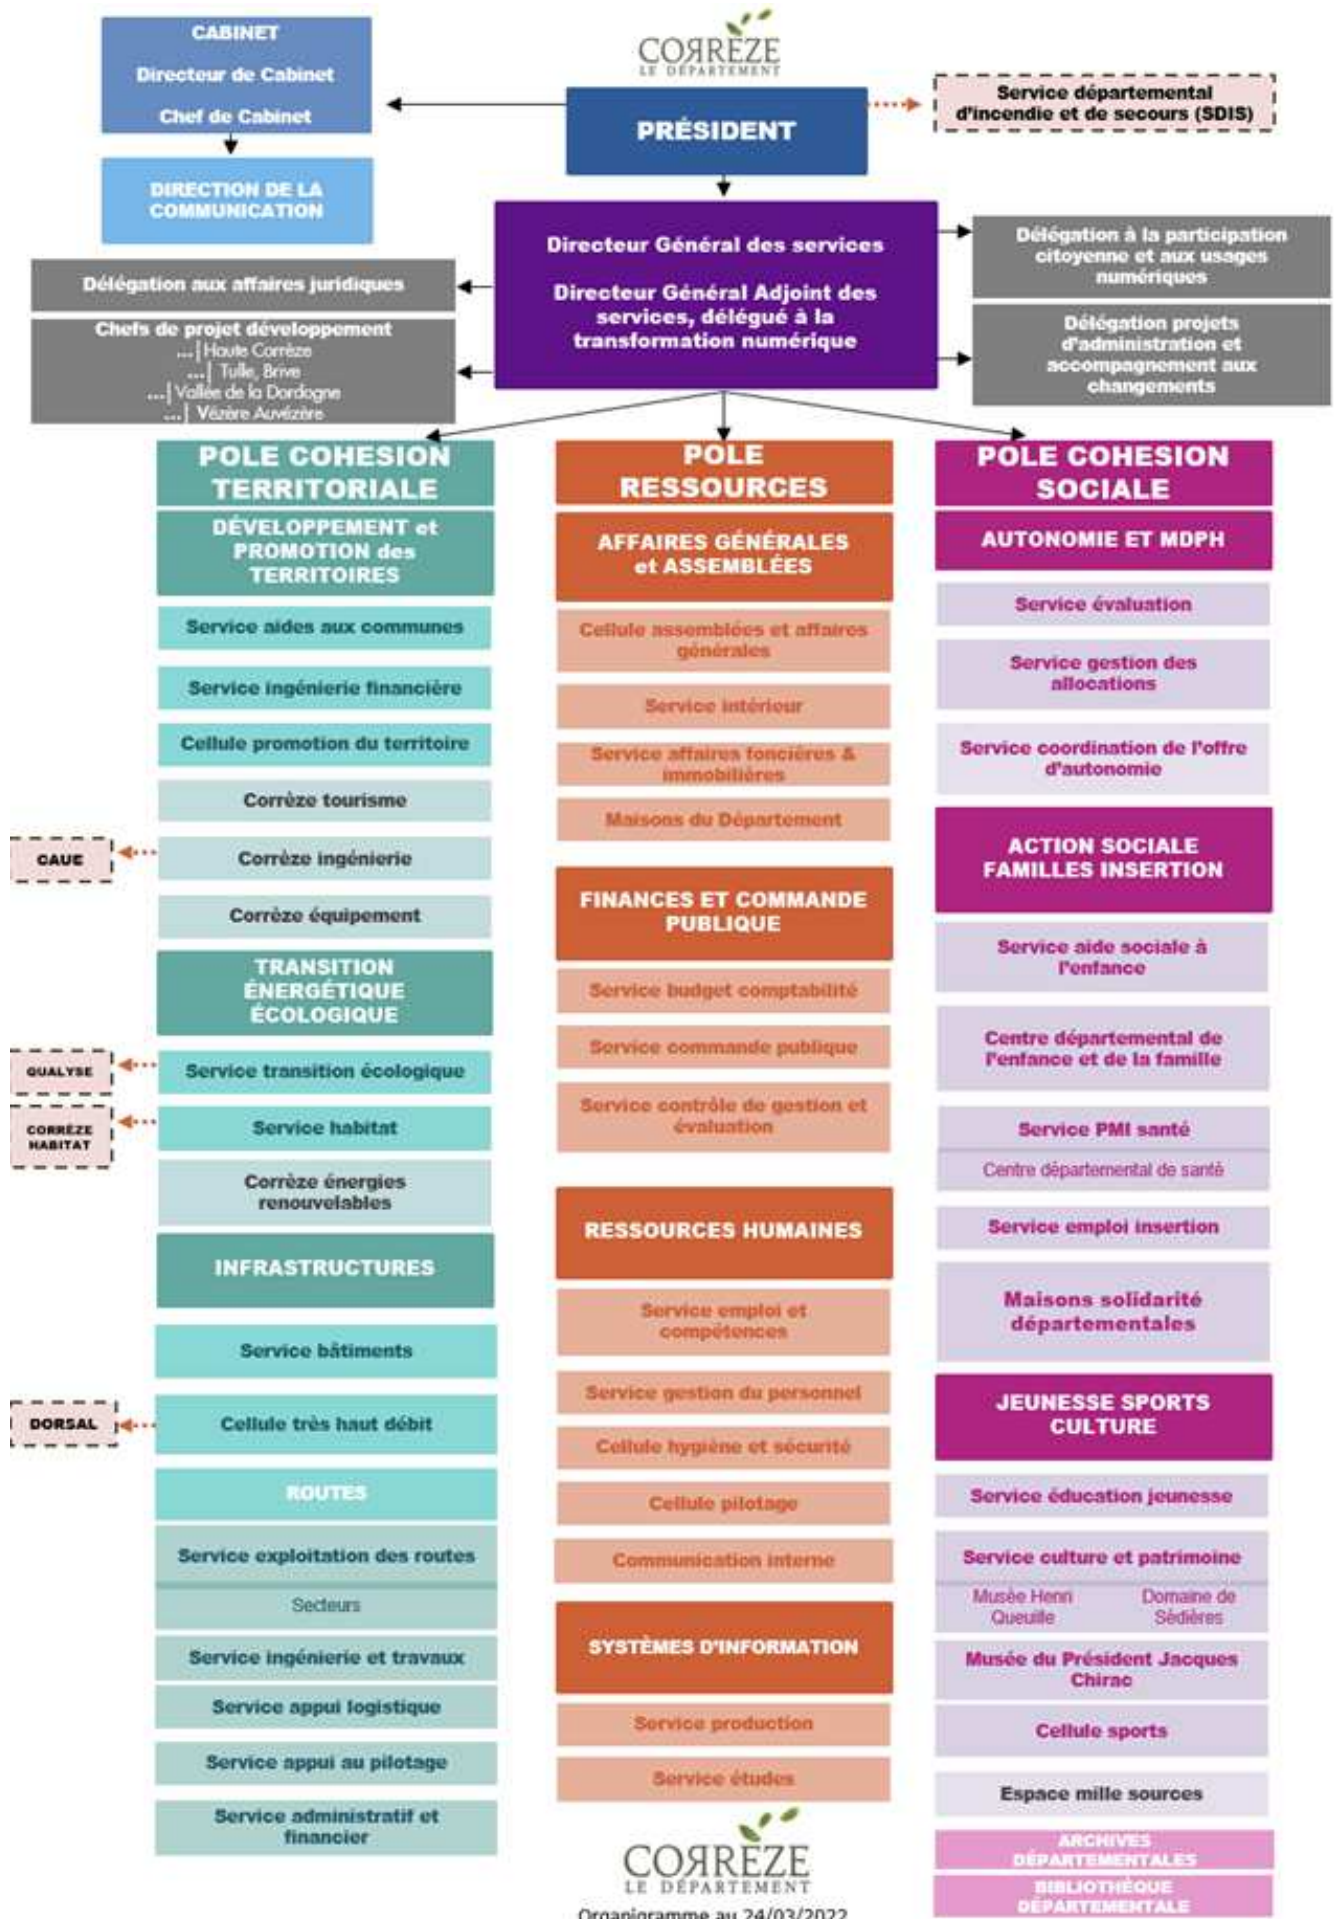 CORRÈZE
LE DÉPARTEMENT
CABINET
Directeur de Cabinet
Chef de Cabinet
PRÉSIDENT
Service départemental
d'incendie et de secours (SDIS)
DIRECTION DE LA
COMMUNICATION
Directeur Général des services
Directeur Général Adjoint des
services, délégué à la
transformation numérique
Délégation à la participation
citoyenne et aux usages
numériques
Délégation aux affaires juridiques
Chefs de projet développement
...| Haute Corrèze
...| Tulle, Brive
...| Vallée de la Dordogne
...| Vézère Auvézère
Délégation projets
d'administration et
accompagnement aux
changements
POLE COHESION
TERRITORIALE
DÉVELOPPEMENT et
PROMOTION des
TERRITOIRES
Service aides aux communes
Service ingénierie financière
Cellule promotion du territoire
Corrèze tourisme
CAUE
Corrèze ingénierie
Corrèze équipement
TRANSITION
ÉNERGÉTIQUE
ÉCOLOGIQUE
QUALYSE
Service transition écologique
CORRÈZE
HABITAT
Service habitat
Corrèze énergies
renouvelables
INFRASTRUCTURES
Service bâtiments
DORSAL
Cellule très haut débit
ROUTES
Service exploitation des routes
Secteurs
Service ingénierie et travaux
Service appui logistique
Service appui au pilotage
Service administratif et
financier
POLE
RESSOURCES
AFFAIRES GÉNÉRALES
et ASSEMBLÉES
Cellule assemblées et affaires
générales
Service intérieur
Service affaires foncières &
immobilières
Maisons du Département
FINANCES ET COMMANDE
PUBLIQUE
Service budget comptabilité
Service commande publique
Service contrôle de gestion et
évaluation
RESSOURCES HUMAINES
Service emploi et
compétences
Service gestion du personnel
Cellule hygiène et sécurité
Cellule pilotage
Communication interne
SYSTÈMES D'INFORMATION
Service production
Service études
CORRÈZE
LE DÉPARTEMENT
Organigramme au 24/03/2022
POLE COHESION
SOCIALE
AUTONOMIE ET MDPH
Service évaluation
Service gestion des
allocations
Service coordination de l'offre
d'autonomie
ACTION SOCIALE
FAMILLES INSERTION
Service aide sociale à
l'enfance
Centre départemental de
l'enfance et de la famille
Service PMI santé
Centre départemental de santé
Service emploi insertion
Maisons solidarité
départementales
JEUNESSE SPORTS
CULTURE
Service éducation jeunesse
Service culture et patrimoine
Musée Henri
Queuille
Domaine de
Sédières
Musée du Président Jacques
Chirac
Cellule sports
Espace mille sources
ARCHIVES
DÉPARTEMENTALES
BIBLIOTHÈQUE
DÉPARTEMENTALE